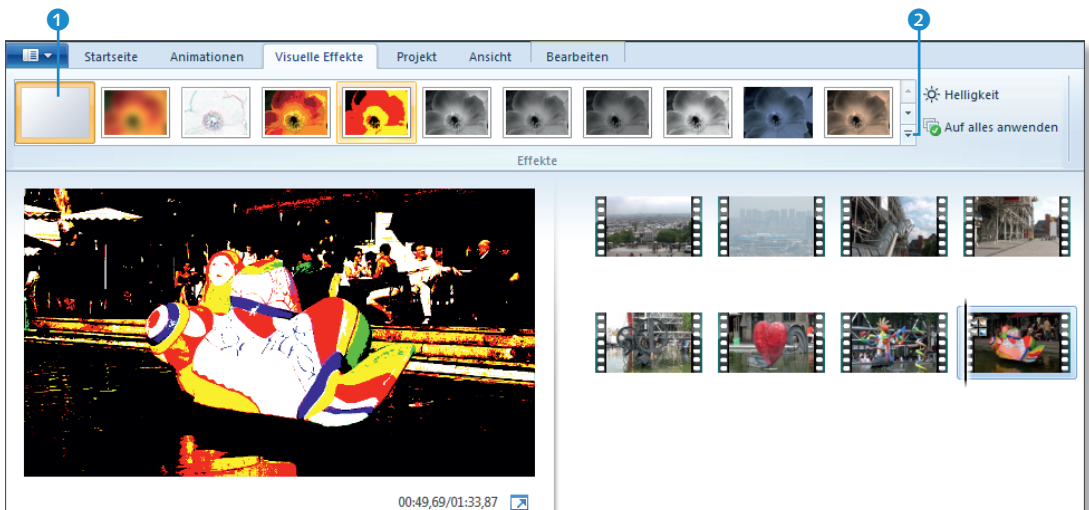 1
2
Startseite Animationen Visuelle Effekte Projekt Ansicht Bearbeiten
Helligkeit
Auf alles anwenden
Effekte
00:49,69/01:33,87